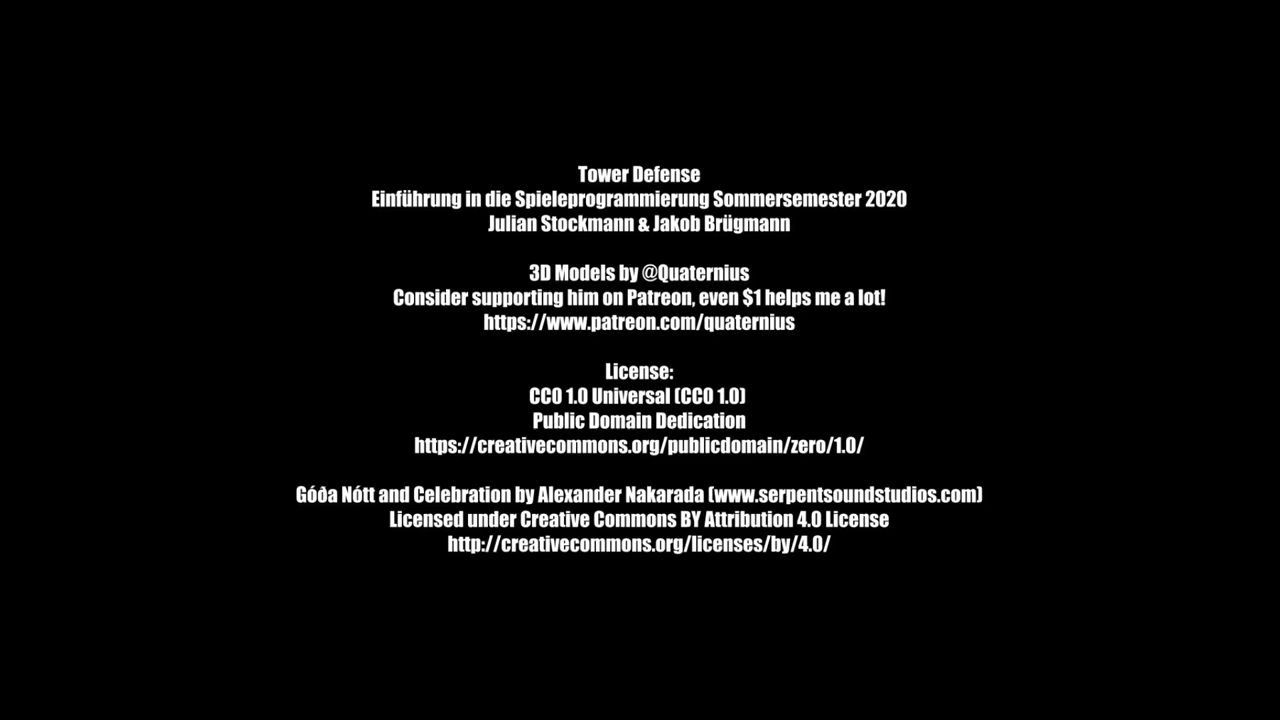 Tower Defense
Einführung in die Spieleprogrammierung Sommersemester 2020
Julian Stockmann & Jakob Brügmann
3D Models by @Quaternius
Consider supporting him on Patreon, even $1 helps me a lot!
https://www.patreon.com/quaternius
License:
CC0 1.0 Universal (CC0 1.0)
Public Domain Dedication
https://creativecommons.org/publicdomain/zero/1.0/
Góða Nótt and Celebration by Alexander Nakarada (www.serpentsoundstudios.com)
Licensed under Creative Commons BY Attribution 4.0 License
http://creativecommons.org/licenses/by/4.0/